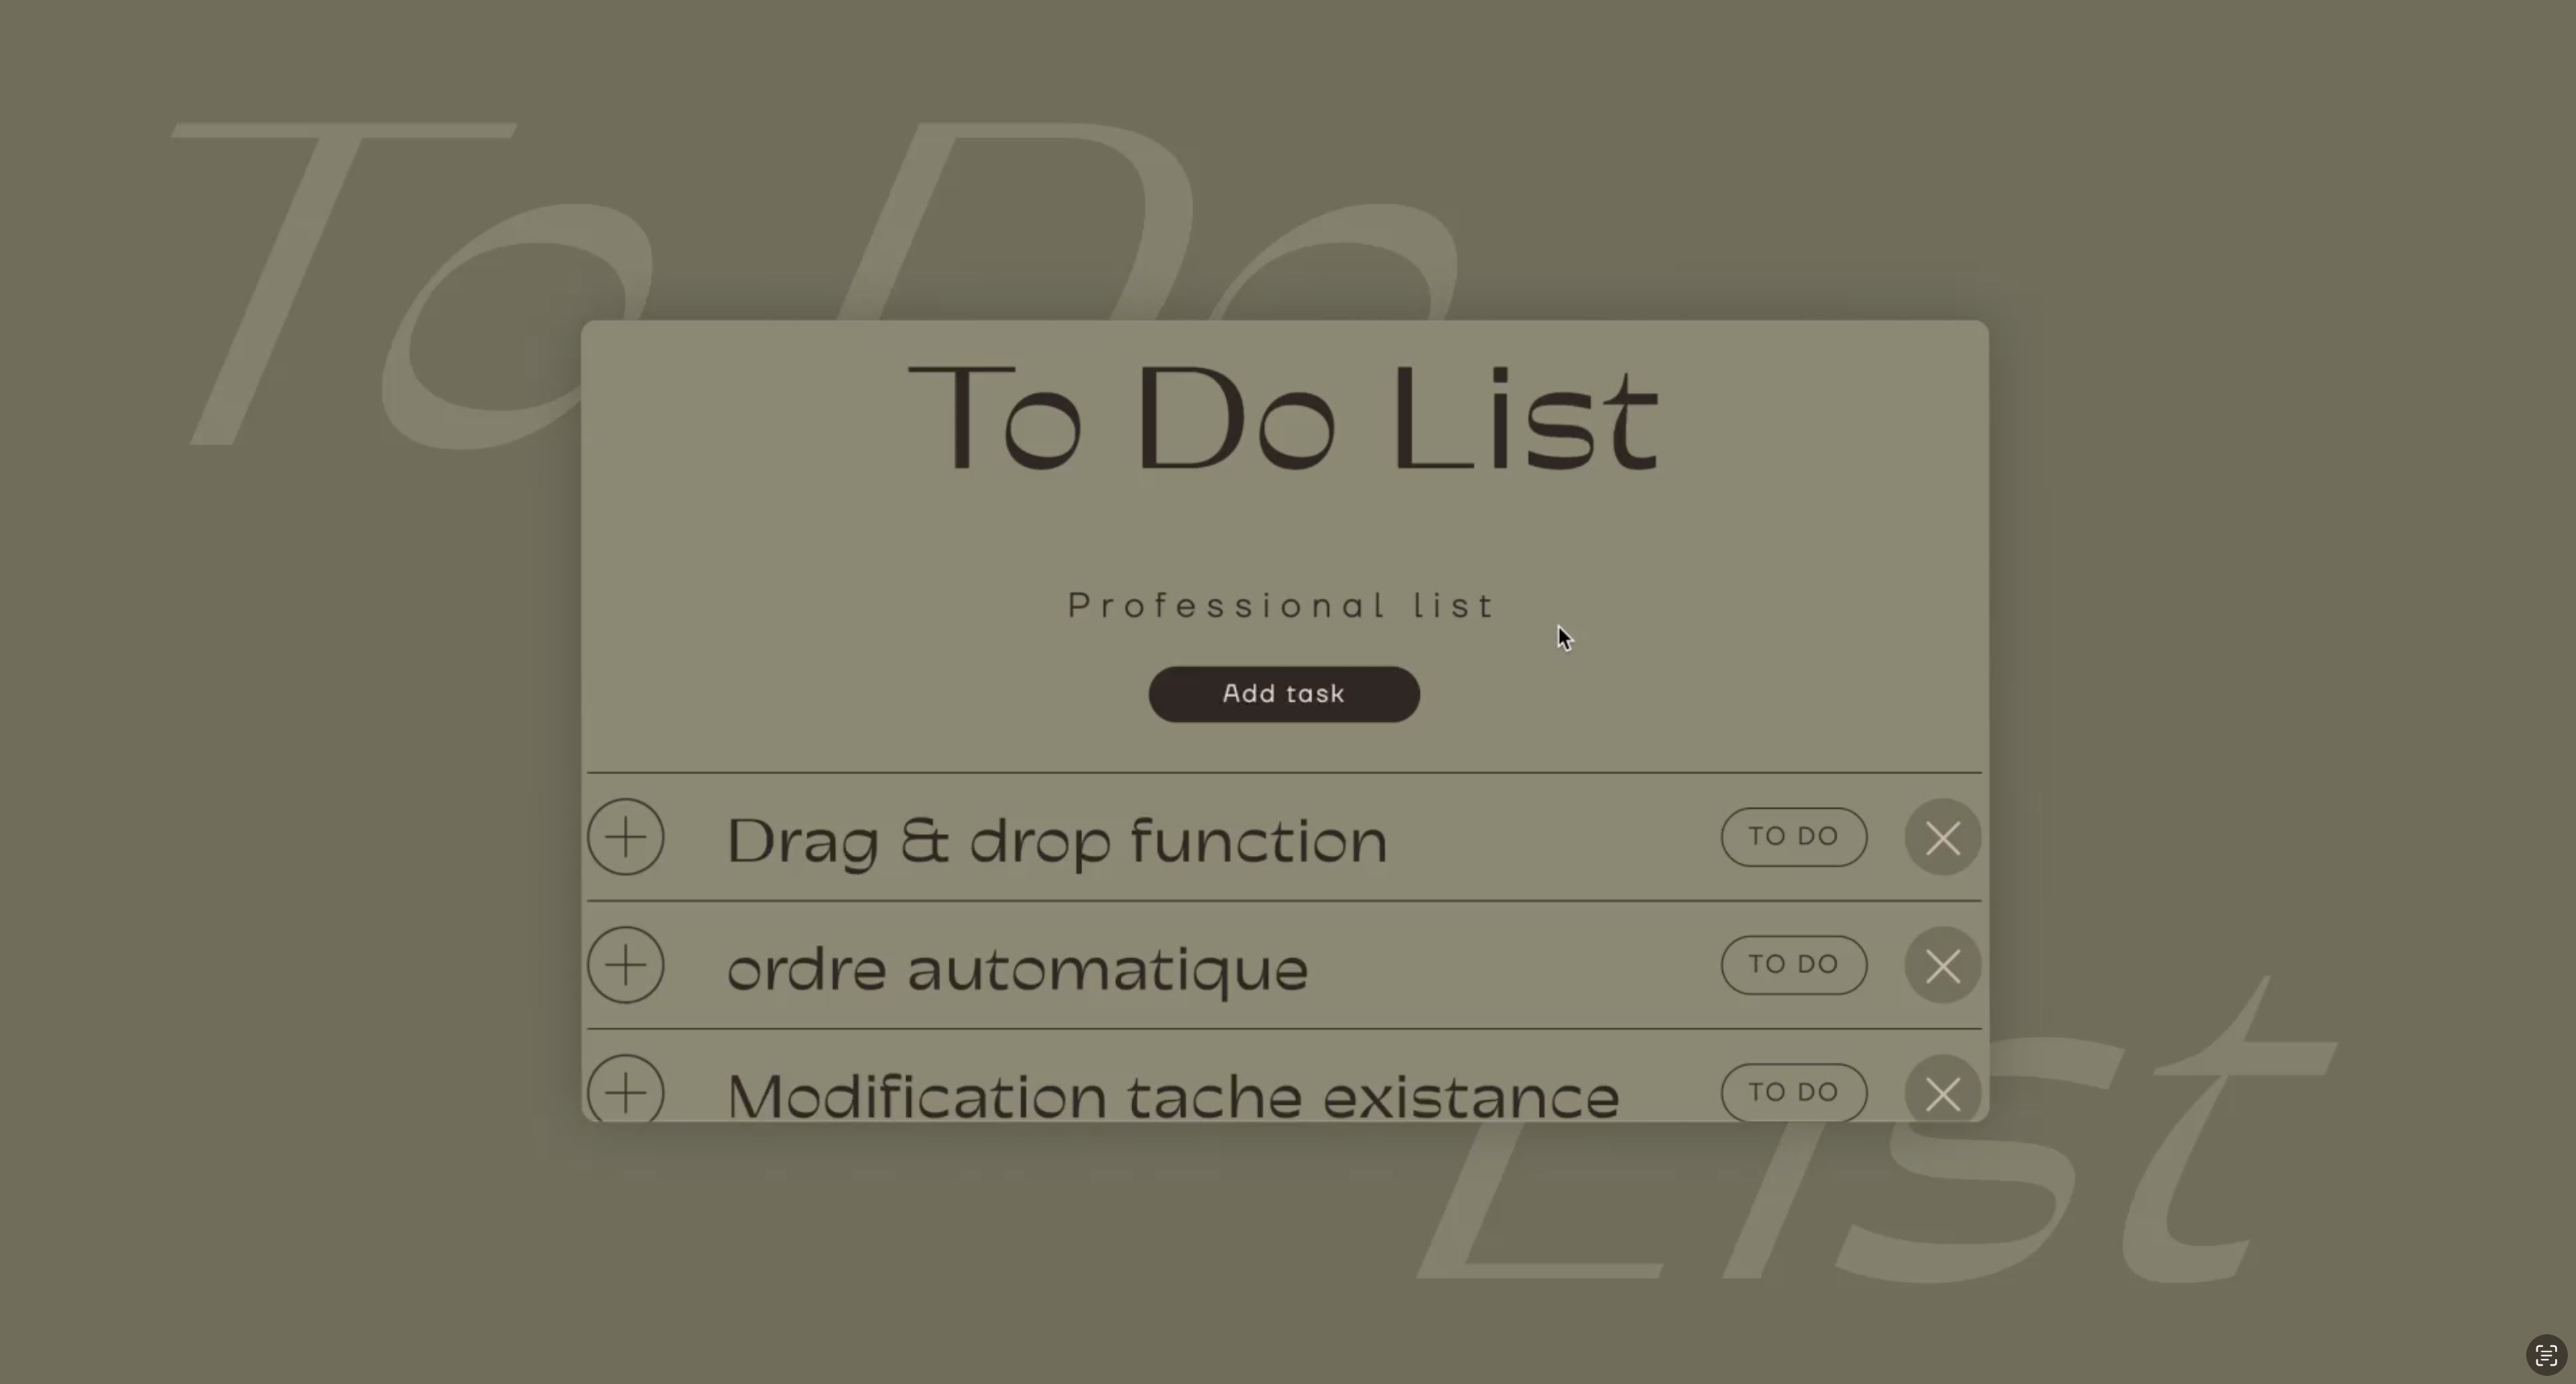 To Do
To Do List
Professional list
Add task
Drag & drop function TO DO
ordre automatique TO DO
Modification tache existance TO DO
List